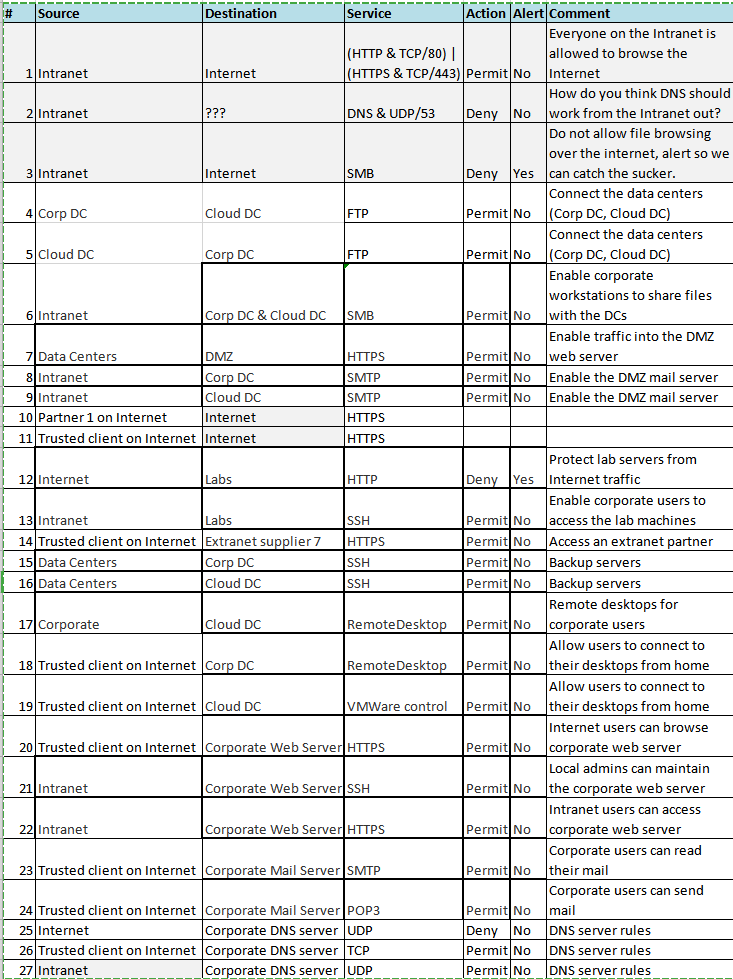 # Source Destination Service Action Alert Comment
Everyone on the Intranet is
(HTTP & TCP/80) | allowed to browse the
1 Intranet Internet (HTTPS & TCP/443) Permit No Internet
How do you think DNS should
2 Intranet ??? DNS & UDP/53 Deny No work from the Intranet out?
Do not allow file browsing
over the internet, alert so we
3 Intranet Internet SMB Deny Yes can catch the sucker.
Connect the data centers
4 Corp DC Cloud DC FTP Permit No (Corp DC, Cloud DC)
Connect the data centers
5 Cloud DC Corp DC FTP Permit No (Corp DC, Cloud DC)
Enable corporate
workstations to share files
6 Intranet Corp DC & Cloud DC SMB Permit No with the DCs
Enable traffic into the DMZ
7 Data Centers DMZ HTTPS Permit No web server
8 Intranet Corp DC SMTP Permit No Enable the DMZ mail server
9 Intranet Cloud DC SMTP Permit No Enable the DMZ mail server
10 Partner 1 on Internet Internet HTTPS
11 Trusted client on Internet Internet HTTPS
Protect lab servers from
12 Internet Labs HTTP Deny Yes Internet traffic
Enable corporate users to
13 Intranet Labs SSH Permit No access the lab machines
14 Trusted client on Internet Extranet supplier 7 HTTPS Permit No Access an extranet partner
15 Data Centers Corp DC SSH Permit No Backup servers
16 Data Centers Cloud DC SSH Permit No Backup servers
Remote desktops for
17 Corporate Cloud DC RemoteDesktop Permit No corporate users
Allow users to connect to
18 Trusted client on Internet Corp DC RemoteDesktop Permit No their desktops from home
Allow users to connect to
19 Trusted client on Internet Cloud DC VMWare control Permit No their desktops from home
Internet users can browse
20 Trusted client on Internet Corporate Web Server HTTPS Permit No corporate web server
Local admins can maintain
21 Intranet Corporate Web Server SSH Permit No the corporate web server
Intranet users can access
22 Intranet Corporate Web Server HTTPS Permit No corporate web server
Corporate users can read
23 Trusted client on Internet Corporate Mail Server SMTP Permit No their mail
Corporate users can send
24 Trusted client on Internet Corporate Mail Server POP3 Permit No mail
25 Internet Corporate DNS server UDP Deny No DNS server rules
26 Trusted client on Internet Corporate DNS server TCP Permit No DNS server rules
27 Intranet Corporate DNS server UDP Permit No DNS server rules